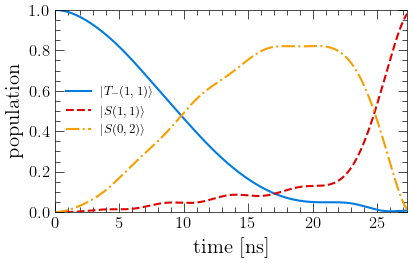 1.0
0.8
0.6
0.4
0.2
0.0
population
|T₋(1, 1)⟩
|S(1, 1)⟩
|S(0, 2)⟩
0 5 10 15 20 25
time [ns]